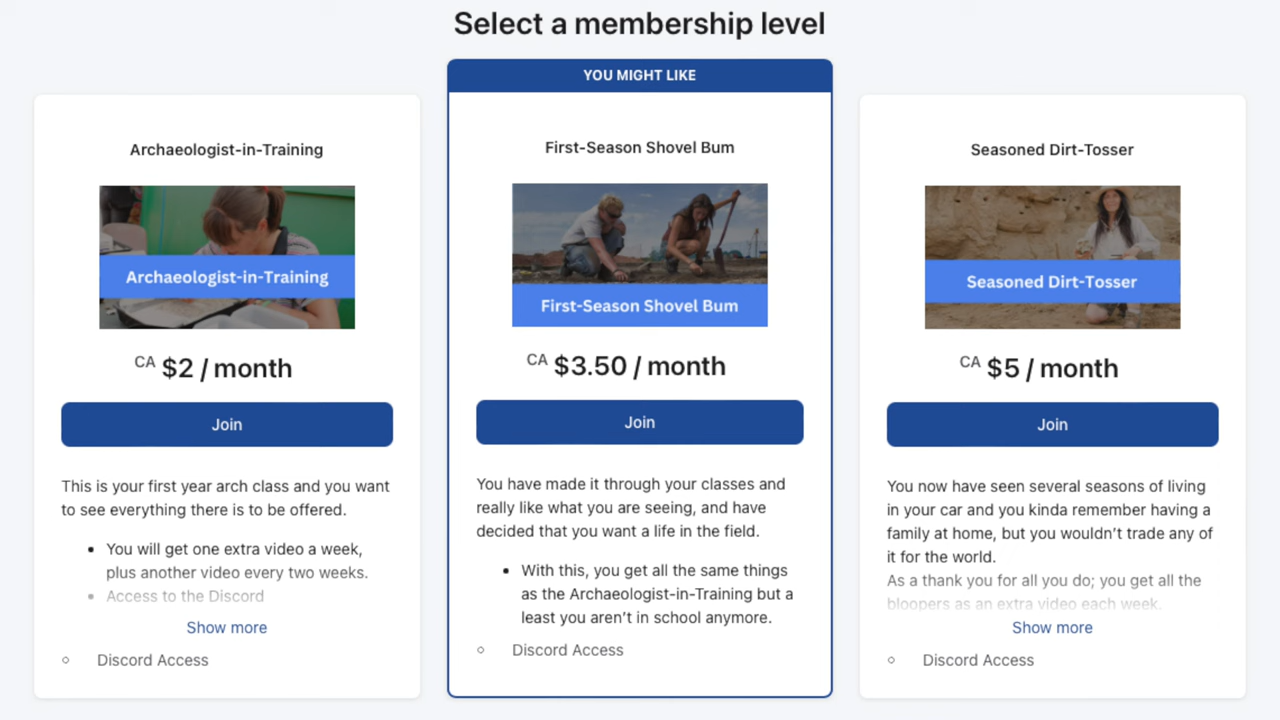 Select a membership level
Archaeologist-in-Training
Archaeologist-in-Training
CA $2 / month
Join
This is your first year arch class and you want
to see everything there is to be offered.
• You will get one extra video a week,
plus another video every two weeks.
• Access to the Discord
Show more
○ Discord Access
YOU MIGHT LIKE
First-Season Shovel Bum
First-Season Shovel Bum
CA $3.50 / month
Join
You have made it through your classes and
really like what you are seeing, and have
decided that you want a life in the field.
• With this, you get all the same things
as the Archaeologist-in-Training but a
least you aren’t in school anymore.
○ Discord Access
Seasoned Dirt-Tosser
Seasoned Dirt-Tosser
CA $5 / month
Join
You now have seen several seasons of living
in your car and you kinda remember having a
family at home, but you wouldn’t trade any of
it for the world.
As a thank you for all you do; you get all the
bloopers as an extra video each week.
Show more
○ Discord Access